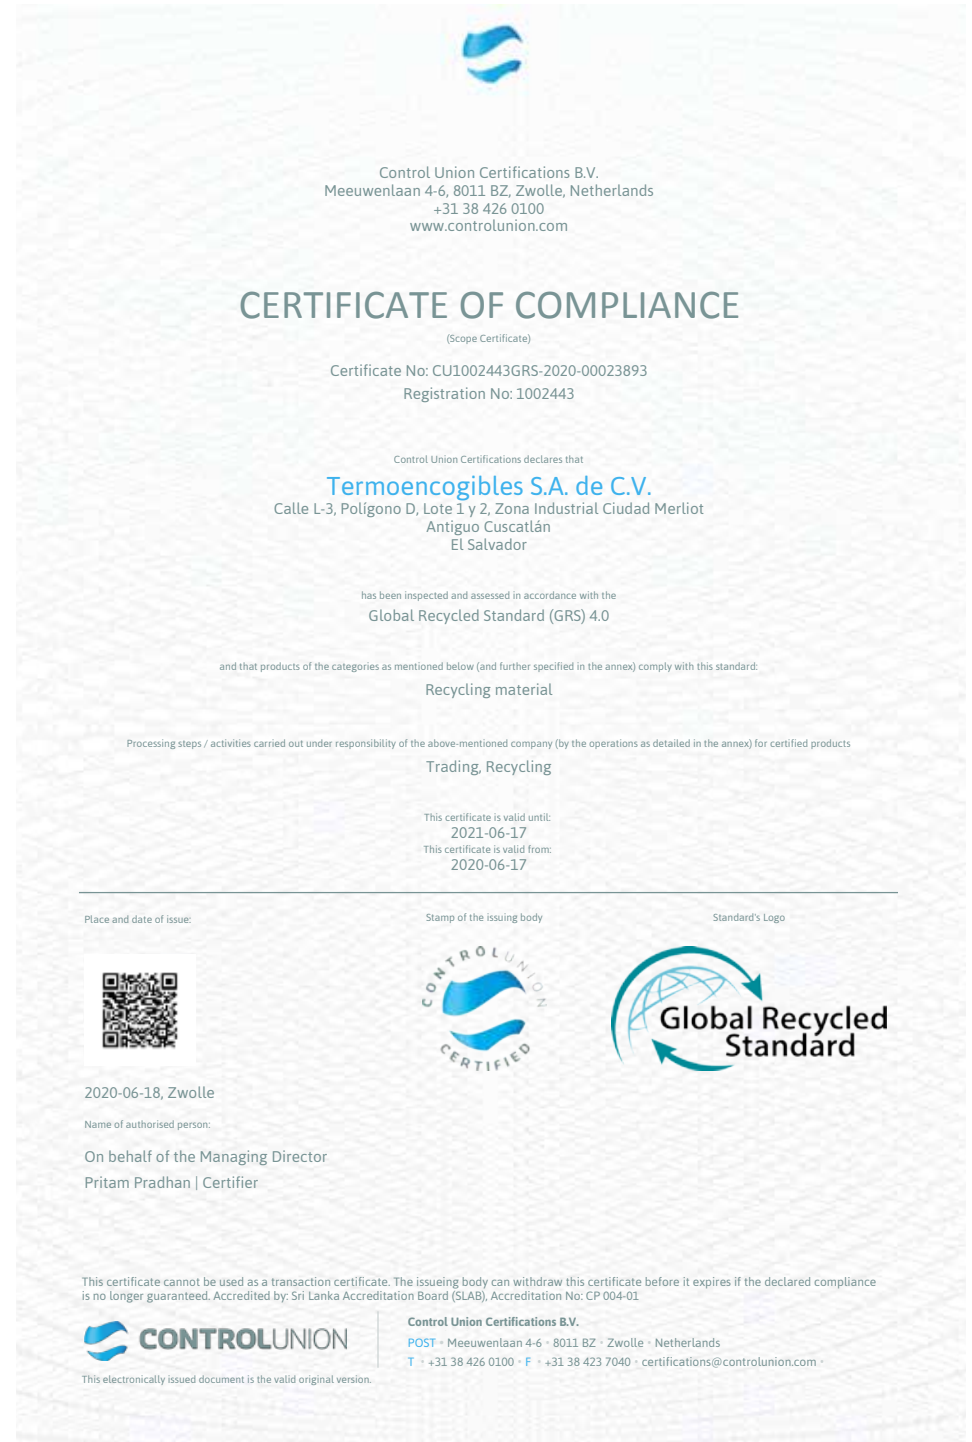 Control Union Certifications B.V.
Meeuwenlaan 4-6, 8011 BZ, Zwolle, Netherlands
+31 38 426 0100
www.controlunion.com
CERTIFICATE OF COMPLIANCE
(Scope Certificate)
Certificate No: CU1002443GRS-2020-00023893
Registration No: 1002443
Control Union Certifications declares that
Termoencogibles S.A. de C.V.
Calle L-3, Polígono D, Lote 1 y 2, Zona Industrial Ciudad Merliot
Antiguo Cuscatlán
El Salvador
has been inspected and assessed in accordance with the
Global Recycled Standard (GRS) 4.0
and that products of the categories as mentioned below (and further specified in the annex) comply with this standard:
Recycling material
Processing steps / activities carried out under responsibility of the above-mentioned company (by the operations as detailed in the annex) for certified products
Trading, Recycling
This certificate is valid until:
2021-06-17
This certificate is valid from:
2020-06-17
Place and date of issue:
Stamp of the issuing body
Standard's Logo
CONTROLUNION
CERTIFIED
Global Recycled
Standard
2020-06-18, Zwolle
Name of authorised person:
On behalf of the Managing Director
Pritam Pradhan | Certifier
This certificate cannot be used as a transaction certificate. The issueing body can withdraw this certificate before it expires if the declared compliance
is no longer guaranteed. Accredited by: Sri Lanka Accreditation Board (SLAB), Accreditation No: CP 004-01
CONTROLUNION
Control Union Certifications B.V.
POST • Meeuwenlaan 4-6 • 8011 BZ • Zwolle • Netherlands
T • +31 38 426 0100 • F • +31 38 423 7040 • certifications@controlunion.com •
This electronically issued document is the valid original version.